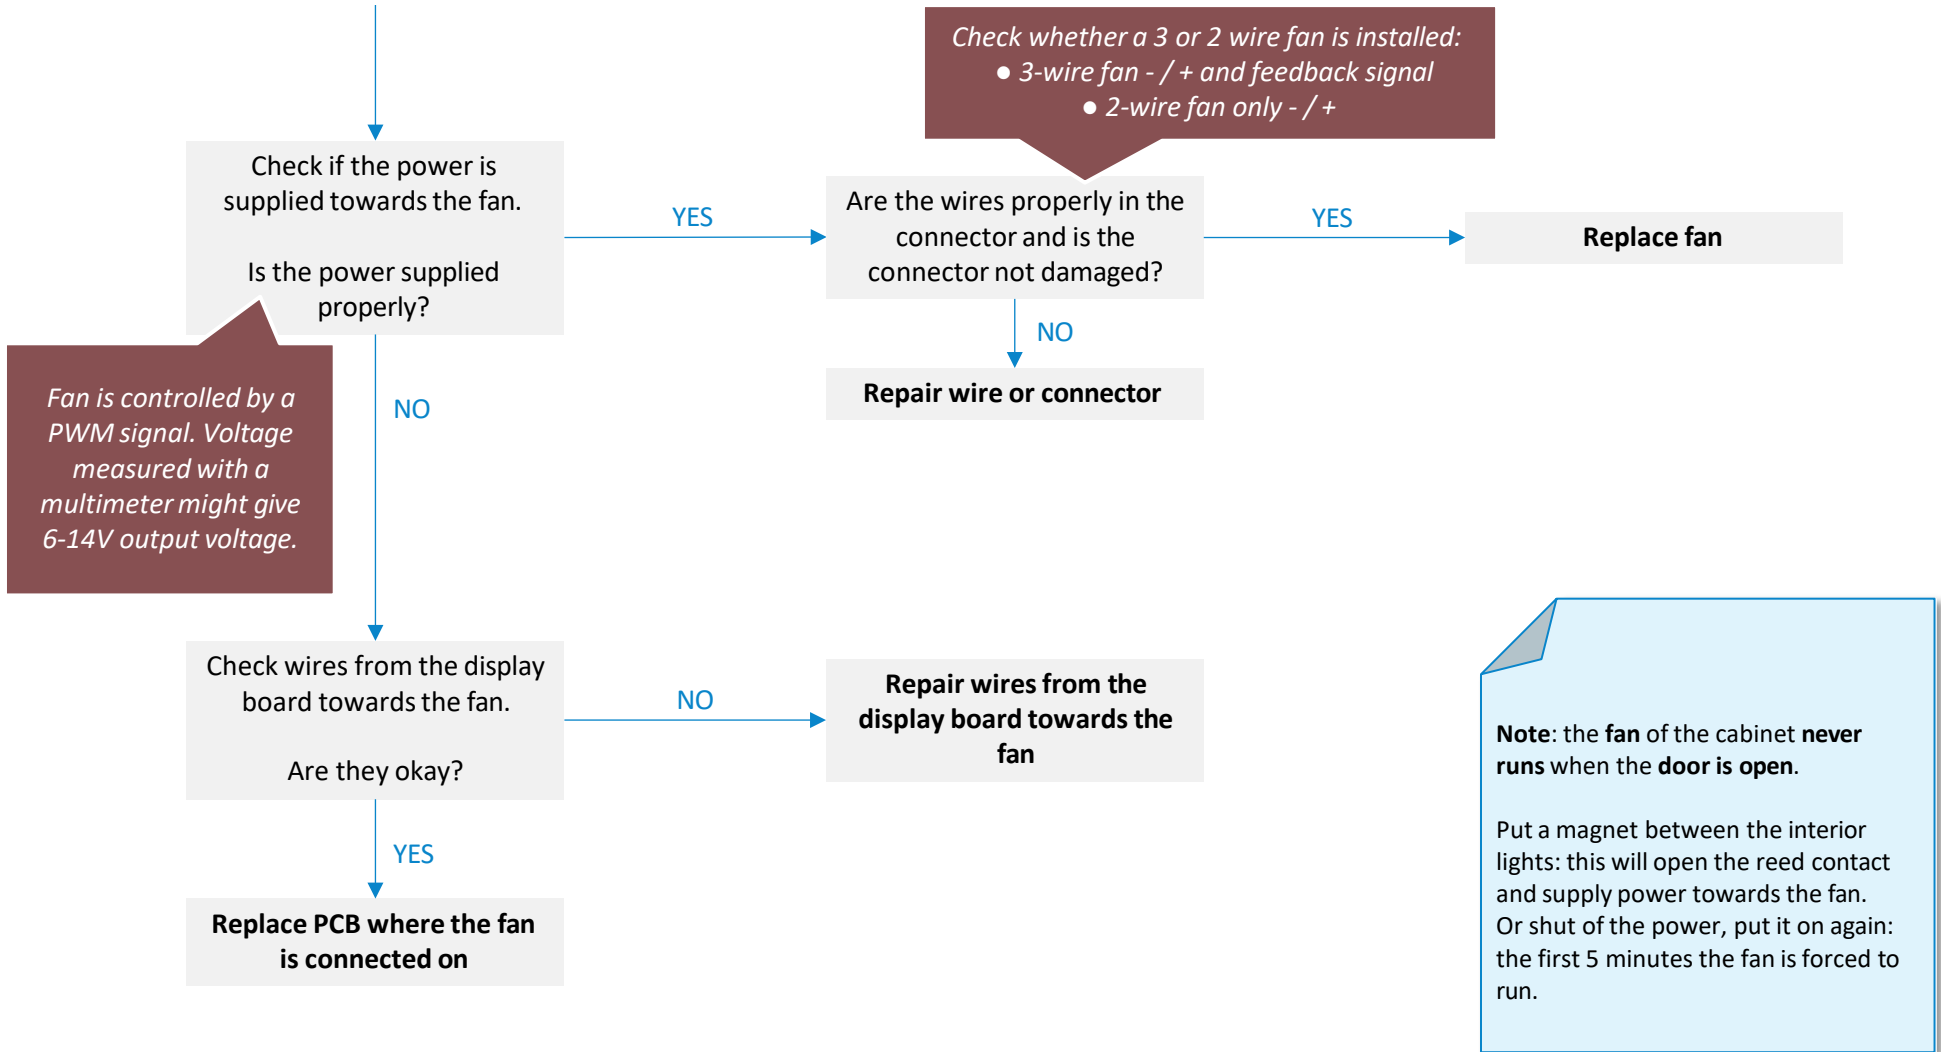 Check whether a 3 or 2 wire fan is installed:
● 3-wire fan - / + and feedback signal
● 2-wire fan only - / +
Check if the power is
supplied towards the fan.
Is the power supplied
properly?
YES
Are the wires properly in the
connector and is the
connector not damaged?
YES
Replace fan
NO
Repair wire or connector
Fan is controlled by a
PWM signal. Voltage
measured with a
multimeter might give
6-14V output voltage.
NO
Check wires from the display
board towards the fan.
Are they okay?
NO
Repair wires from the
display board towards the
fan
YES
Replace PCB where the fan
is connected on
Note: the fan of the cabinet never
runs when the door is open.
Put a magnet between the interior
lights: this will open the reed contact
and supply power towards the fan.
Or shut of the power, put it on again:
the first 5 minutes the fan is forced to
run.